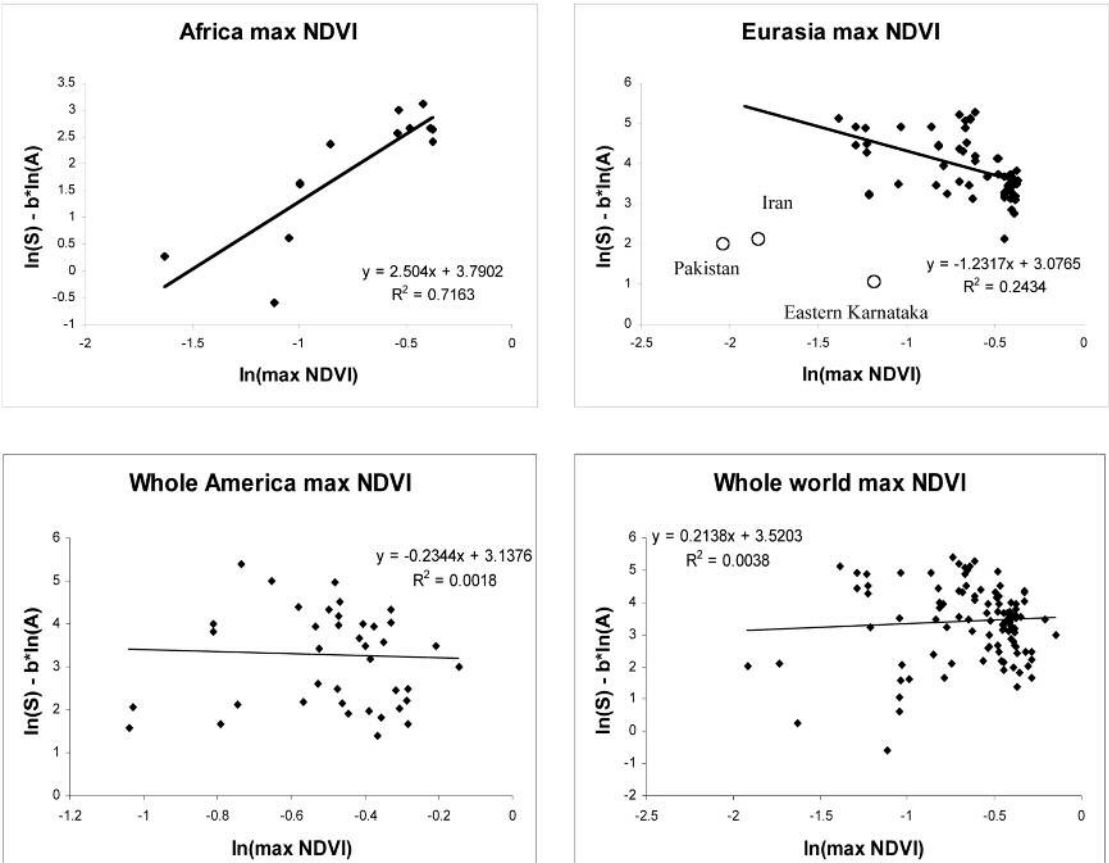 Africa max NDVI
ln(S) - b*ln(A)
3.5
3
2.5
2
1.5
1
0.5
0
-0.5
-1
y = 2.504x + 3.7902
R² = 0.7163
-2
-1.5
-1
-0.5
0
ln(max NDVI)
Eurasia max NDVI
ln(S) - b*ln(A)
6
5
4
3
2
1
0
Iran
Pakistan
Eastern Karnataka
y = -1.2317x + 3.0765
R² = 0.2434
-2.5
-2
-1.5
-1
-0.5
0
ln(max NDVI)
Whole America max NDVI
ln(S) - b*ln(A)
6
5
4
3
2
1
0
y = -0.2344x + 3.1376
R² = 0.0018
-1.2
-1
-0.8
-0.6
-0.4
-0.2
0
ln(max NDVI)
Whole world max NDVI
ln(S) - b*ln(A)
y = 0.2138x + 3.5203
R² = 0.0038
6
5
4
3
2
1
0
-1
-2
-2.5
-2
-1.5
-1
-0.5
0
ln(max NDVI)